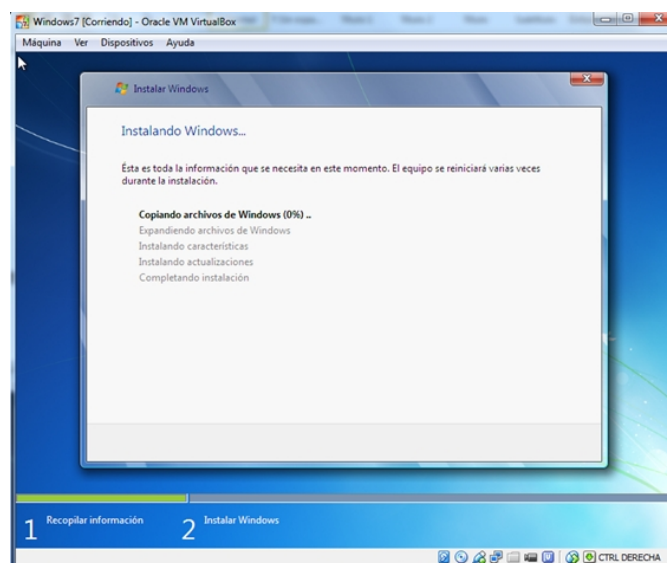 Windows7 [Corriendo] - Oracle VM VirtualBox
Máquina Ver Dispositivos Ayuda
Instalar Windows
Instalando Windows...
Ésta es toda la información que se necesita en este momento. El equipo se reiniciará varias veces
durante la instalación.
Copiando archivos de Windows (0%) ..
Expandiendo archivos de Windows
Instalando características
Instalando actualizaciones
Completando instalación
1 Recopilar información 2 Instalar Windows
CTRL DERECHA